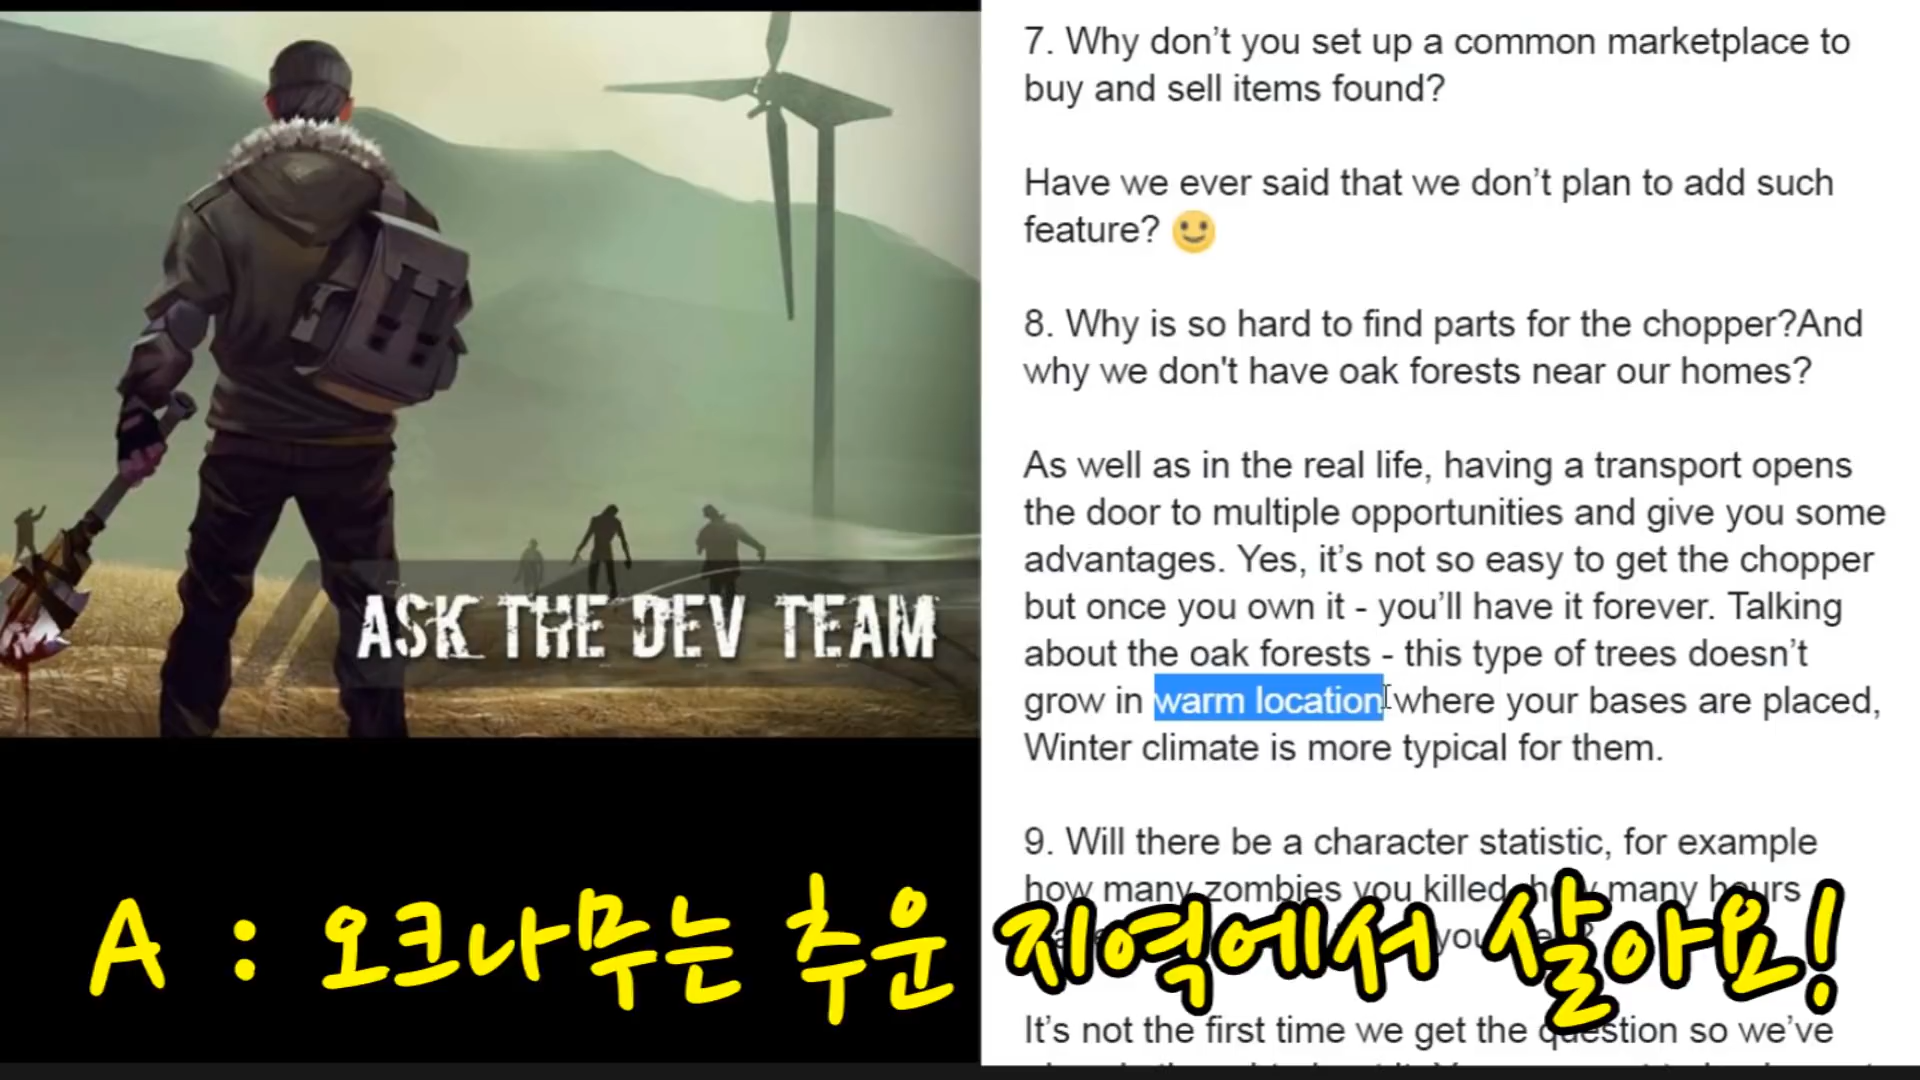 ASK THE DEV TEAM
7. Why don’t you set up a common marketplace to
buy and sell items found?
Have we ever said that we don’t plan to add such
feature? 🙂
8. Why is so hard to find parts for the chopper?And
why we don't have oak forests near our homes?
As well as in the real life, having a transport opens
the door to multiple opportunities and give you some
advantages. Yes, it’s not so easy to get the chopper
but once you own it - you’ll have it forever. Talking
about the oak forests - this type of trees doesn’t
grow in warm location where your bases are placed,
Winter climate is more typical for them.
9. Will there be a character statistic, for example
how many zombies you killed, how many hours
A : 오크나무는 추운 지역에서 살아요!
It’s not the first time we get the question so we’ve